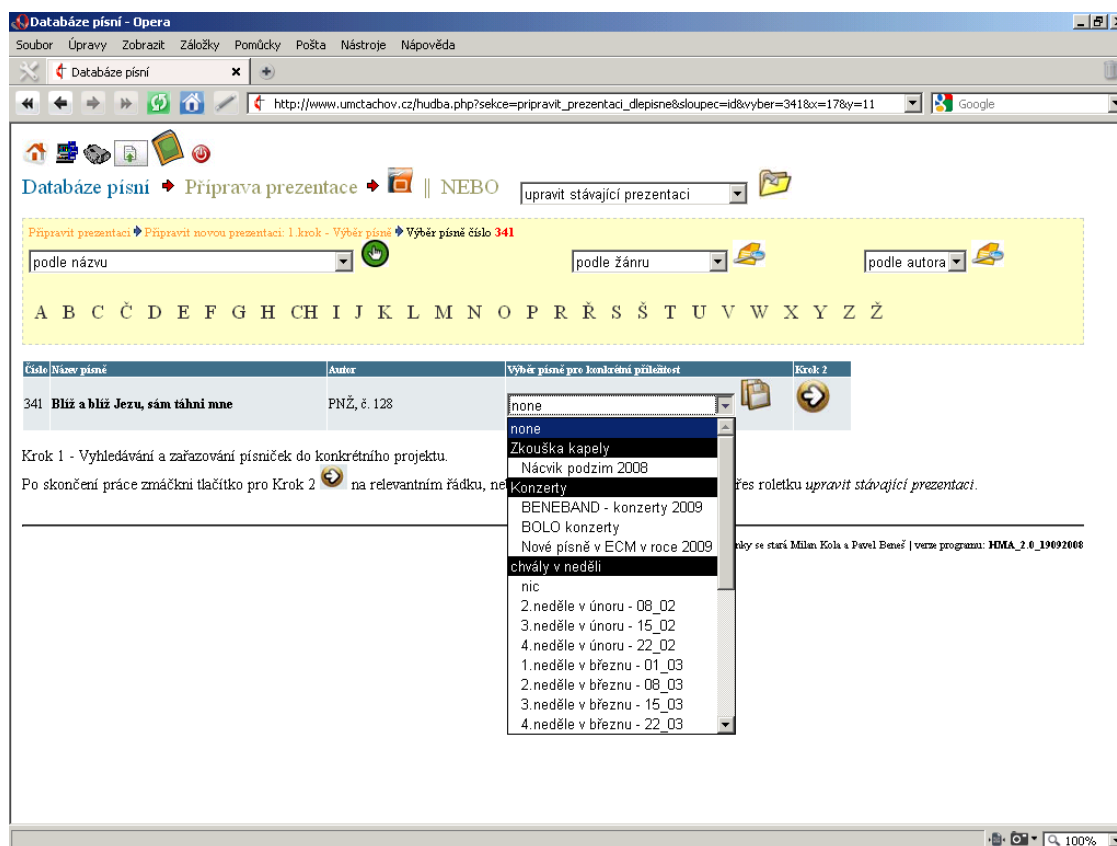 Databáze písní - Opera
Soubor Úpravy Zobrazit Záložky Pomůcky Pošta Nástroje Nápověda
Databáze písní
http://www.umctachov.cz/hudba.php?sekce=pripravit_prezentaci_dlepisne&sloupec=id&vyber=341&x=17&y=11 Google
Databáze písní Příprava prezentace || NEBO upravit stávající prezentaci
Připravit prezentaci Připravit novou prezentaci: 1.krok - Výběr písně Výběr písně číslo 341
podle názvu podle žánru podle autora
A B C Č D E F G H CH I J K L M N O P R Ř S Š T U V W X Y Z Ž
Číslo Název písně Autor Výběr písně pro konkrétní příležitost Krok 2
341 Blíž a blíž Jezu, sám táhni mne PNŽ, č. 128 none
none
Zkouška kapely
Krok 1 - Vyhledávání a zařazování písniček do konkrétního projektu.
Nácvik podzim 2008
Po skončení práce zmáčkni tlačítko pro Krok 2 na relevantním řádku, ne Konzerty řes roletku upravit stávající prezentaci.
BENEBAND - konzerty 2009
BOLO konzerty
Nové písně v ECM v roce 2009 nky se stará Milan Kola a Pavel Beneš | verze programu: HMA_2.0_19092008
chvály v neděli
nic
2.neděle v únoru - 08_02
3.neděle v únoru - 15_02
4.neděle v únoru - 22_02
1.neděle v březnu - 01_03
2.neděle v březnu - 08_03
3.neděle v březnu - 15_03
4.neděle v březnu - 22_03
100%